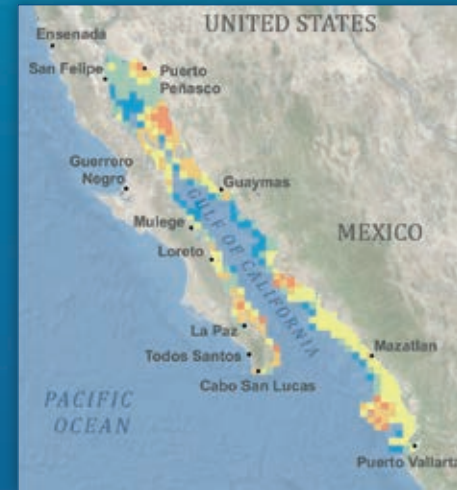 UNITED STATES
Ensenada
San Felipe
Puerto
Peñasco
Guerrero
Negro
Guaymas
GULF OF CALIFORNIA
Mulege
MEXICO
Loreto
La Paz
Mazatlan
Todos Santos
Cabo San Lucas
PACIFIC
OCEAN
Puerto Vallarta